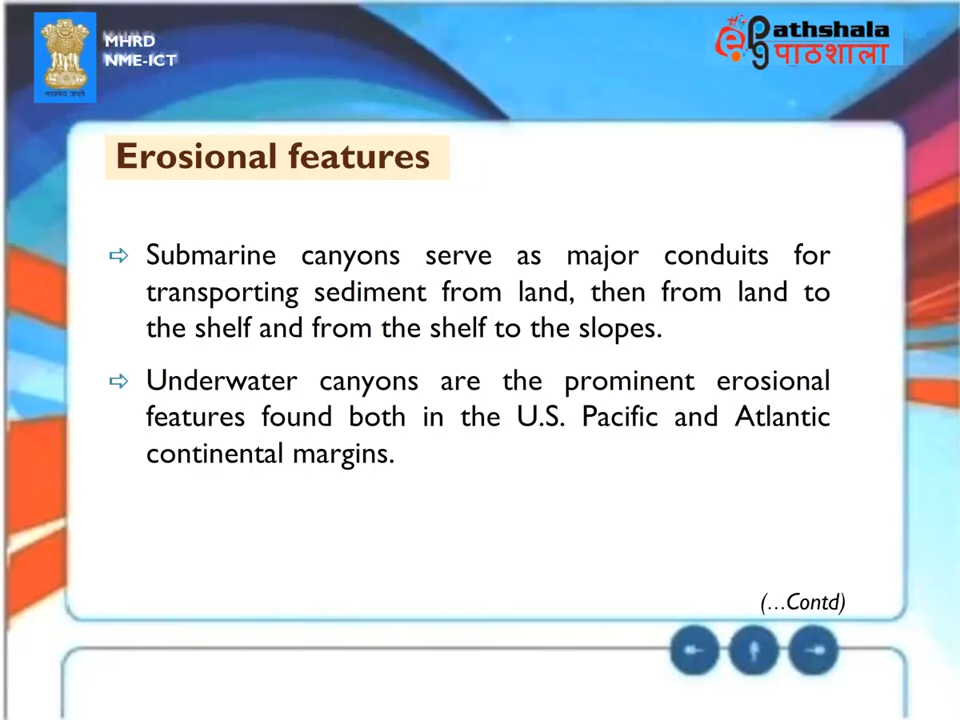 MHRD
NME-ICT
e pg athshala
पाठशाला
Erosional features
⇨ Submarine canyons serve as major conduits for
transporting sediment from land, then from land to
the shelf and from the shelf to the slopes.
⇨ Underwater canyons are the prominent erosional
features found both in the U.S. Pacific and Atlantic
continental margins.
(...Contd)